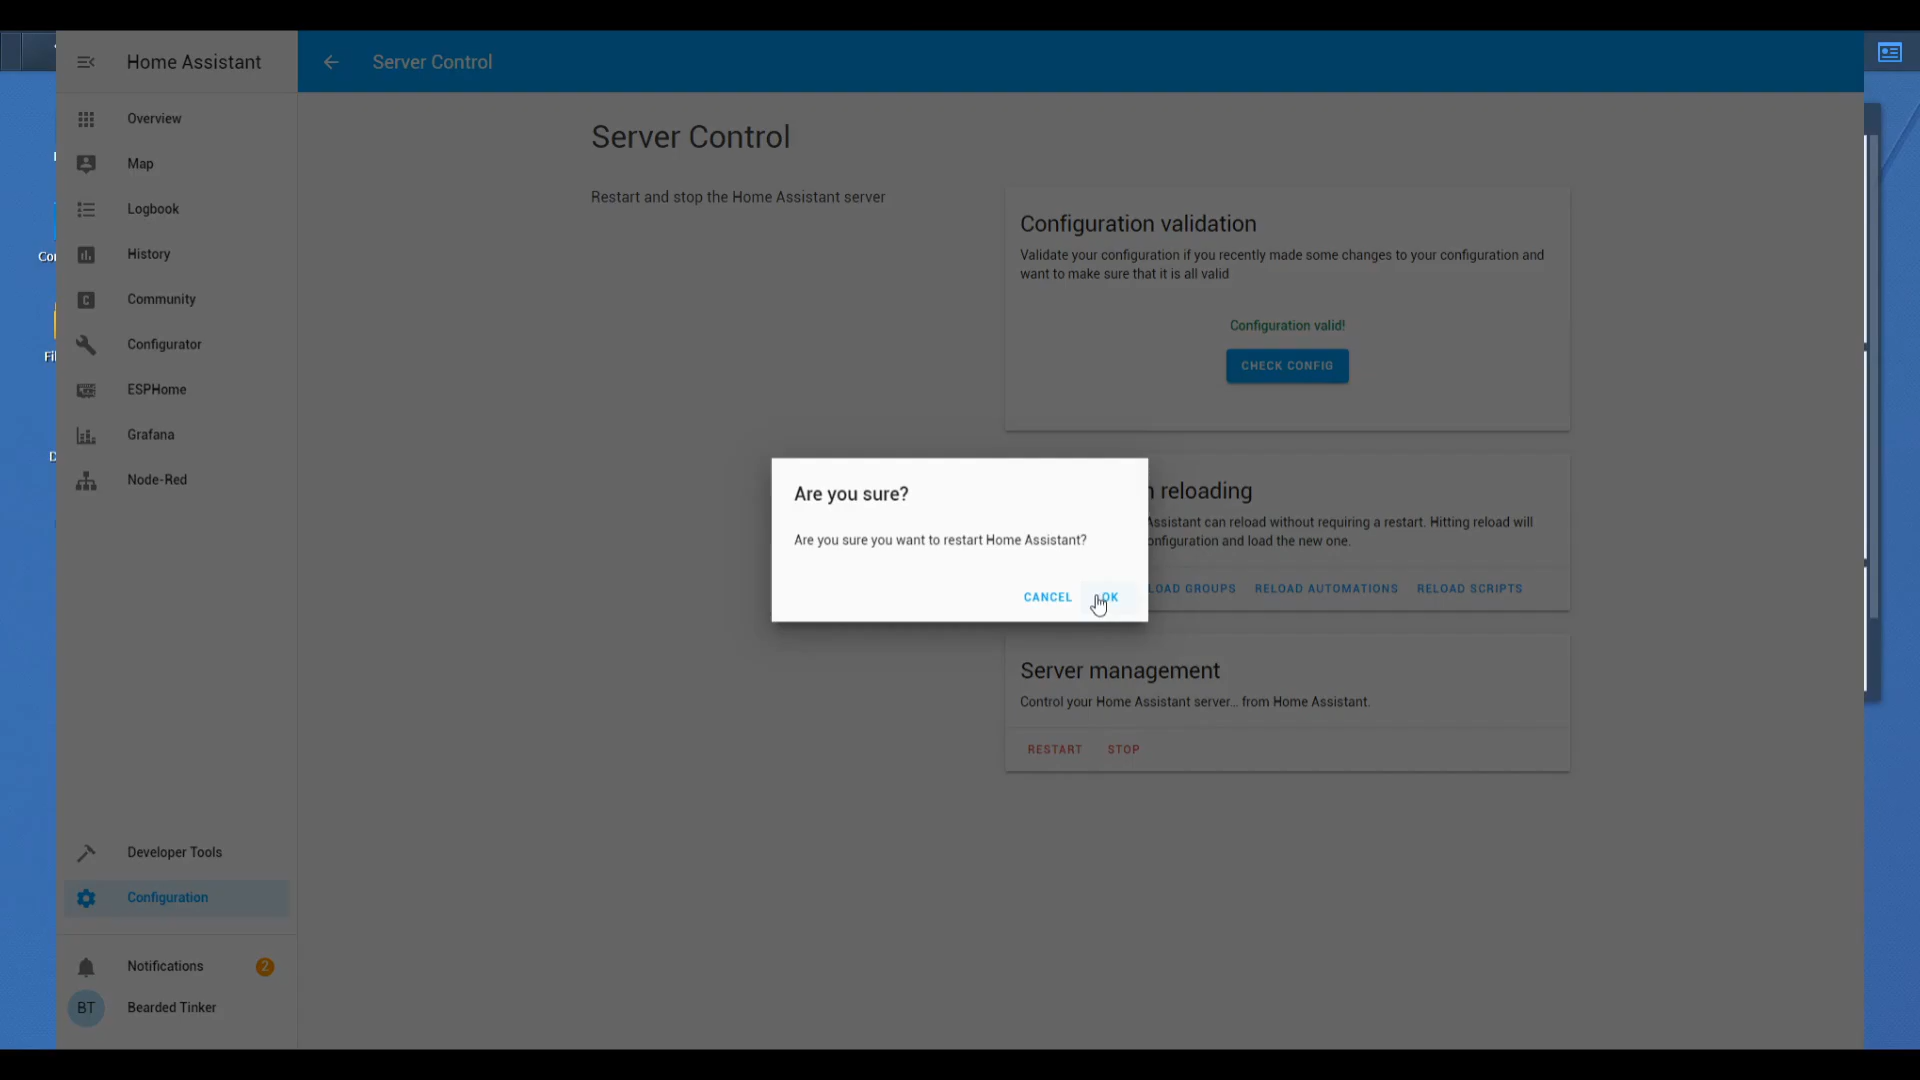 Home Assistant
Server Control
Overview
Map
Logbook
History
Community
Configurator
ESPHome
Grafana
Node-Red
Developer Tools
Configuration
Notifications 2
BT Bearded Tinker
Server Control
Restart and stop the Home Assistant server
Configuration validation
Validate your configuration if you recently made some changes to your configuration and
want to make sure that it is all valid
Configuration valid!
CHECK CONFIG
Are you sure?
Are you sure you want to restart Home Assistant?
CANCEL OK
reloading
Assistant can reload without requiring a restart. Hitting reload will
onfiguration and load the new one.
LOAD GROUPS RELOAD AUTOMATIONS RELOAD SCRIPTS
Server management
Control your Home Assistant server… from Home Assistant.
RESTART STOP